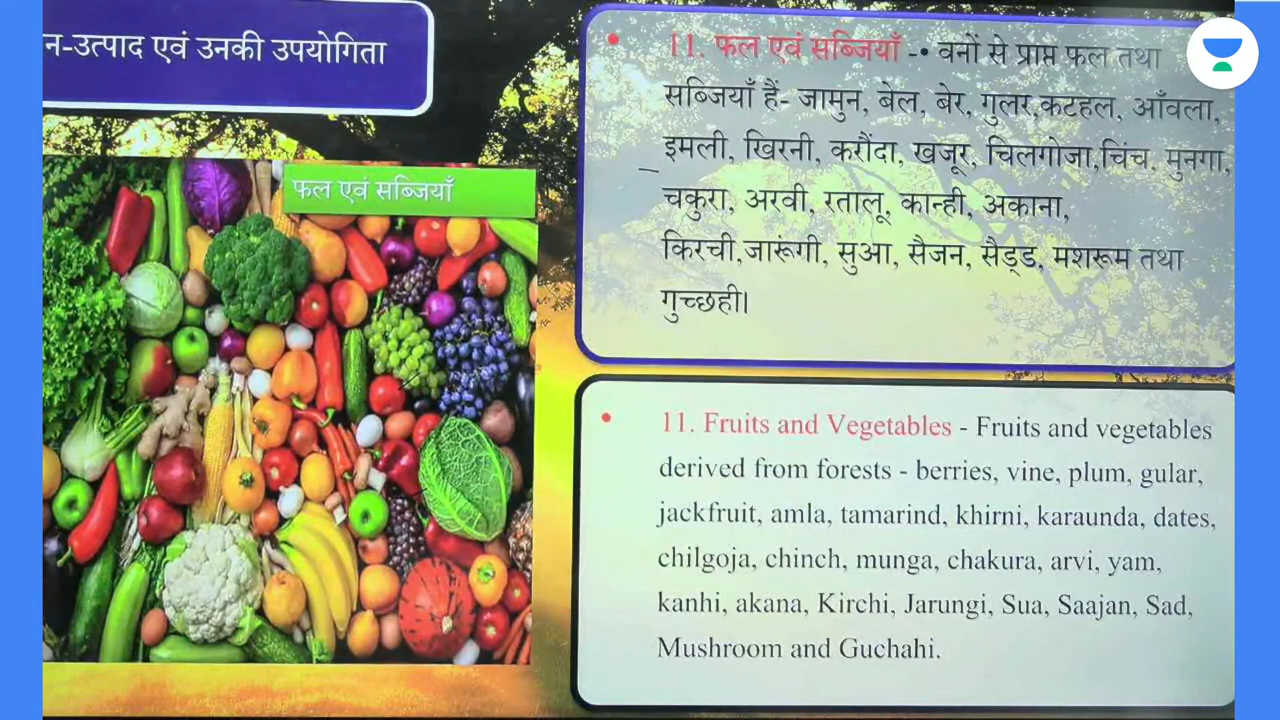 न-उत्पाद एवं उनकी उपयोगिता
फल एवं सब्जियाँ
• 11. फल एवं सब्जियाँ -• वनों से प्राप्त फल तथा
सब्जियाँ हैं- जामुन, बेल, बेर, गुलर,कटहल, आँवला,
इमली, खिरनी, करौंदा, खजूर, चिलगोजा,चिंच, मुनगा,
चकुरा, अरवी, रतालू, कान्ही, अकाना,
किरची,जारूंगी, सुआ, सैजन, सैड्ड, मशरूम तथा
गुच्छही।
• 11. Fruits and Vegetables - Fruits and vegetables
derived from forests - berries, vine, plum, gular,
jackfruit, amla, tamarind, khirni, karaunda, dates,
chilgoja, chinch, munga, chakura, arvi, yam,
kanhi, akana, Kirchi, Jarungi, Sua, Saajan, Sad,
Mushroom and Guchahi.